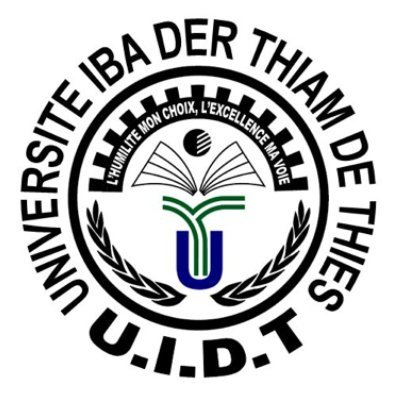 UNIVERSITE IBA DER THIAM DE THIES
L'HUMILITE MON CHOIX, L'EXCELLENCE MA VOIE
U
U.I.D.T